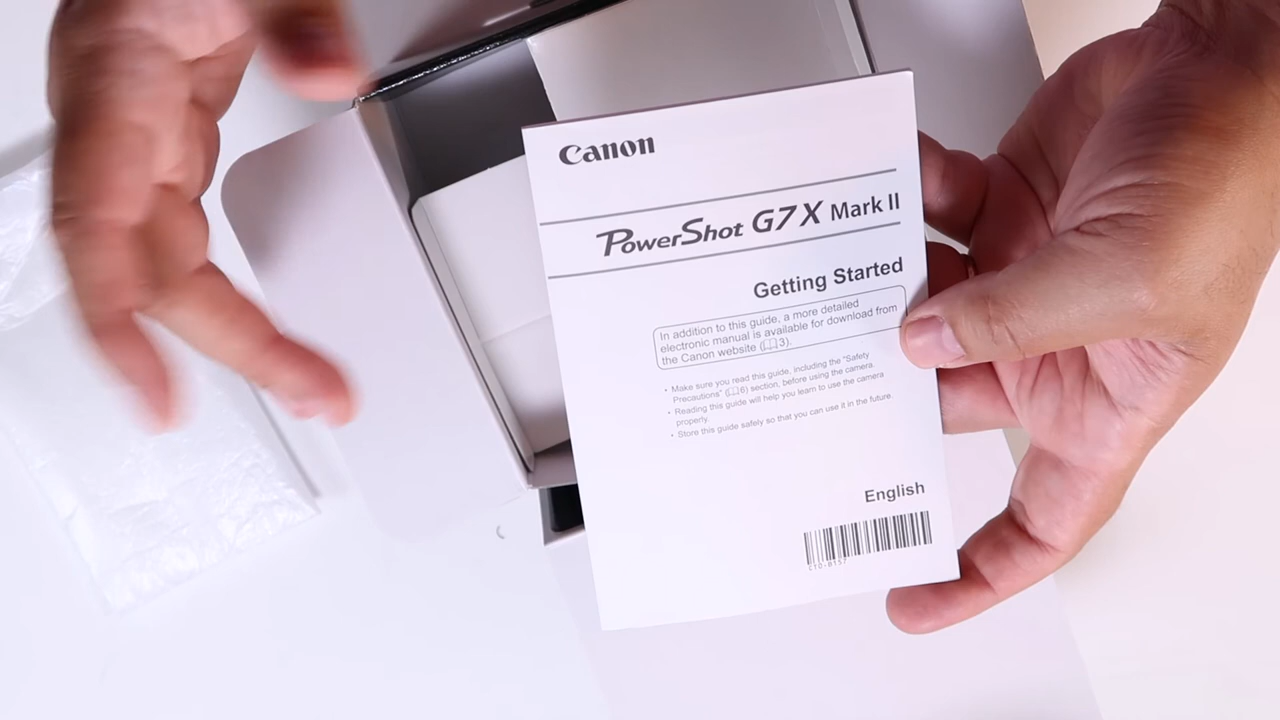 Canon
PowerShot G7 X Mark II
Getting Started
In addition to this guide, a more detailed
electronic manual is available for download from
the Canon website (3).
• Make sure you read this guide, including the "Safety
Precautions" (6) section, before using the camera.
• Reading this guide will help you learn to use the camera
properly.
• Store this guide safely so that you can use it in the future.
English